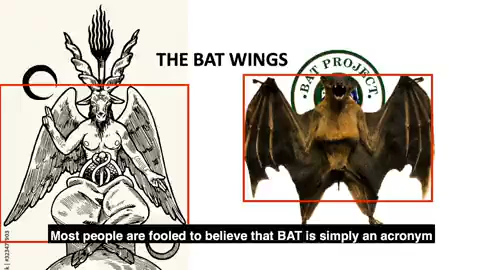 THE BAT WINGS
BAT PROJECT
Most people are fooled to believe that BAT is simply an acronym